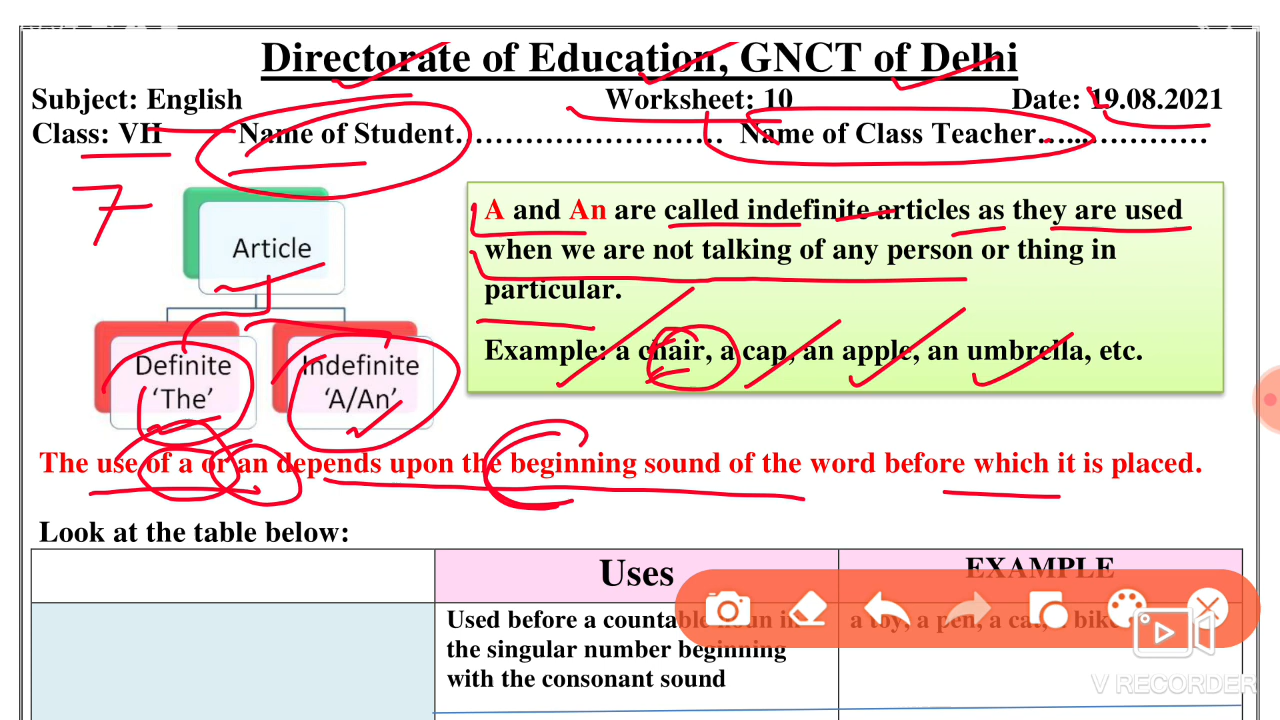 Directorate of Education, GNCT of Delhi
Subject: English Worksheet: 10 Date: 19.08.2021
Class: VII Name of Student………………………… Name of Class Teacher………………
7
Article
Definite
'The'
Indefinite
'A/An'
A and An are called indefinite articles as they are used
when we are not talking of any person or thing in
particular.
Example: a chair, a cap, an apple, an umbrella, etc.
The use of a or an depends upon the beginning sound of the word before which it is placed.
Look at the table below:
Uses EXAMPLE
Used before a countable noun in
the singular number beginning
with the consonant sound
a toy, a pen, a cat, a bike
V RECORDER